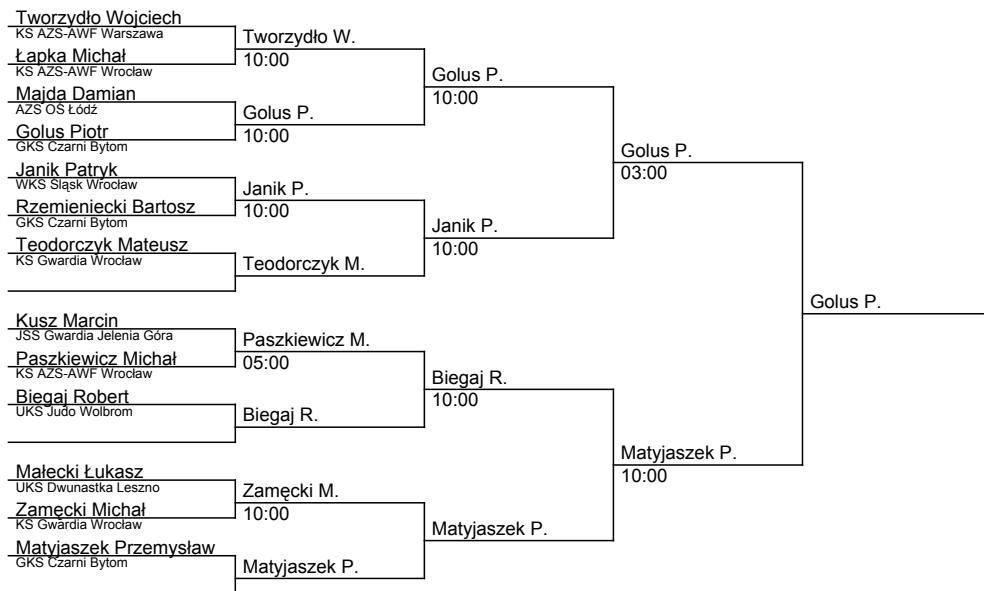 Tworzydło Wojciech
KS AZS-AWF Warszawa
Łapka Michał
KS AZS-AWF Wrocław
Majda Damian
AZS OŚ Łódź
Golus Piotr
GKS Czarni Bytom
Janik Patryk
WKS Śląsk Wrocław
Rzemieniecki Bartosz
GKS Czarni Bytom
Teodorczyk Mateusz
KS Gwardia Wrocław
Kusz Marcin
JSS Gwardia Jelenia Góra
Paszkiewicz Michał
KS AZS-AWF Wrocław
Biegaj Robert
UKS Judo Wolbrom
Małecki Łukasz
UKS Dwunastka Leszno
Zamęcki Michał
KS Gwardia Wrocław
Matyjaszek Przemysław
GKS Czarni Bytom
Tworzydło W.
10:00
Golus P.
10:00
Janik P.
10:00
Teodorczyk M.
Paszkiewicz M.
05:00
Biegaj R.
Zamęcki M.
10:00
Matyjaszek P.
Golus P.
10:00
Janik P.
10:00
Biegaj R.
10:00
Matyjaszek P.
Golus P.
03:00
Matyjaszek P.
10:00
Golus P.